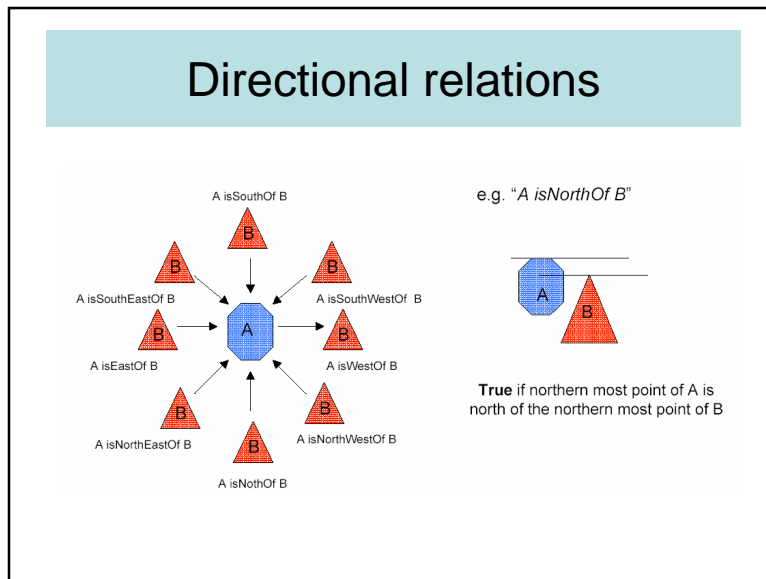 Directional relations
A isSouthOf B
B
B
B
A isSouthEastOf B
A isSouthWestOf B
B
A
B
A isEastOf B
A isWestOf B
B
B
A isNorthEastOf B
A isNorthWestOf B
B
A isNothOf B
e.g. "A isNorthOf B"
A
B
True if northern most point of A is
north of the northern most point of B